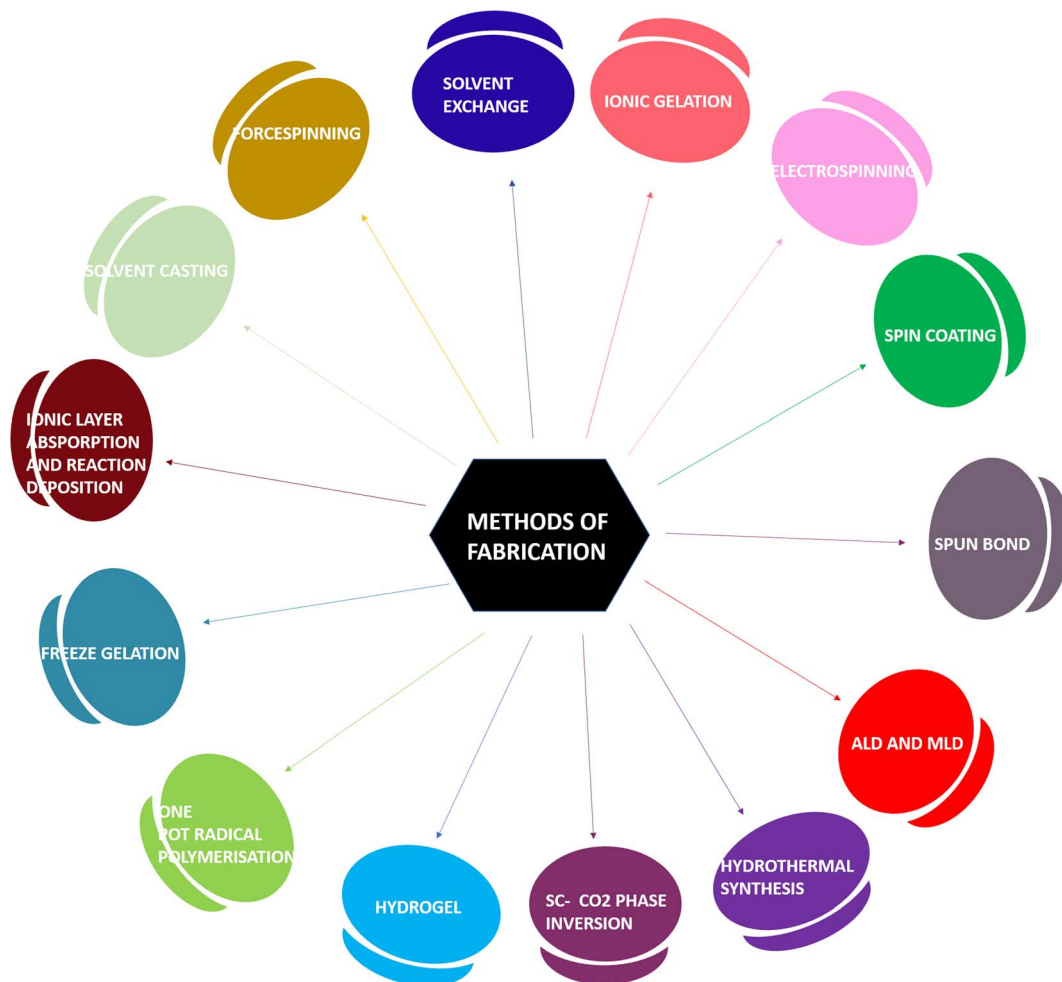 SOLVENT
EXCHANGE
IONIC GELATION
FORCESPINNING
ELECTROSPINNING
SOLVENT CASTING
SPIN COATING
IONIC LAYER
ABSPORPTION
AND REACTION
DEPOSITION
METHODS OF
FABRICATION
SPUN BOND
FREEZE GELATION
ALD AND MLD
ONE
POT RADICAL
POLYMERISATION
HYDROTHERMAL
SYNTHESIS
HYDROGEL
SC- CO2 PHASE
INVERSION